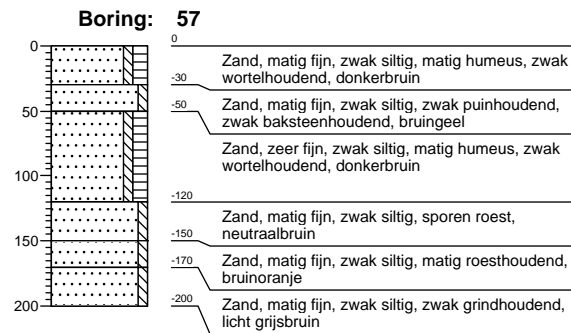 Boring: 57
0
0
Zand, matig fijn, zwak siltig, matig humeus, zwak
wortelhoudend, donkerbruin
-30
Zand, matig fijn, zwak siltig, zwak puinhoudend,
zwak baksteenhoudend, bruingeel
50
-50
Zand, zeer fijn, zwak siltig, matig humeus, zwak
wortelhoudend, donkerbruin
100
-120
Zand, matig fijn, zwak siltig, sporen roest,
neutraalbruin
150
-150
Zand, matig fijn, zwak siltig, matig roesthoudend,
bruinoranje
-170
Zand, matig fijn, zwak siltig, zwak grindhoudend,
licht grijsbruin
200
-200